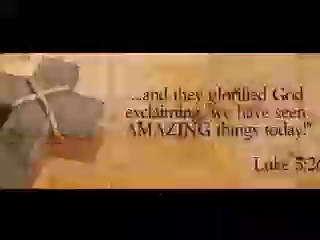 ...and they glorified God
exclaiming, "we have seen
AMAZING things today!"
Luke 5:26